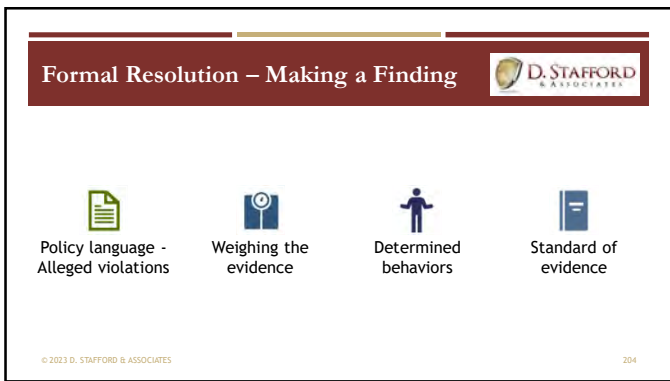 Formal Resolution – Making a Finding
D. STAFFORD
& ASSOCIATES
Policy language -
Alleged violations
Weighing the
evidence
Determined
behaviors
Standard of
evidence
© 2023 D. STAFFORD & ASSOCIATES
204